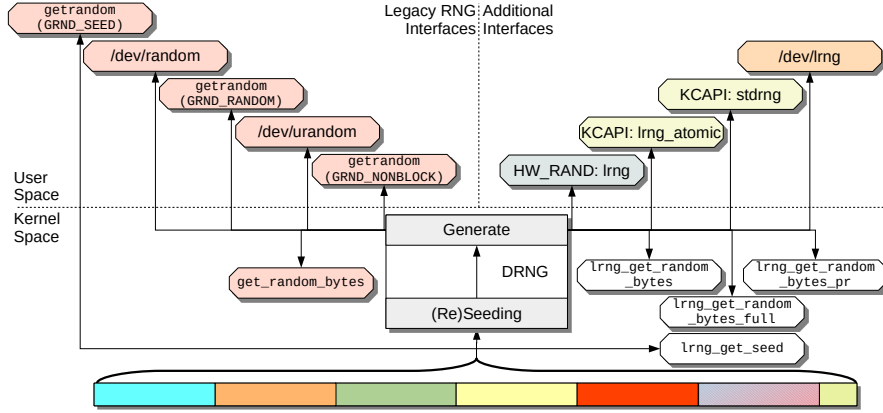 getrandom
(GRND_SEED)
Legacy RNG
Interfaces
Additional
Interfaces
/dev/random
/dev/lrng
getrandom
(GRND_RANDOM)
KCAPI: stdrng
/dev/urandom
KCAPI: lrng_atomic
getrandom
(GRND_NONBLOCK)
HW_RAND: lrng
User
Space
Kernel
Space
Generate
DRNG
(Re)Seeding
get_random_bytes
lrng_get_random
_bytes
lrng_get_random
_bytes_pr
lrng_get_random
_bytes_full
lrng_get_seed